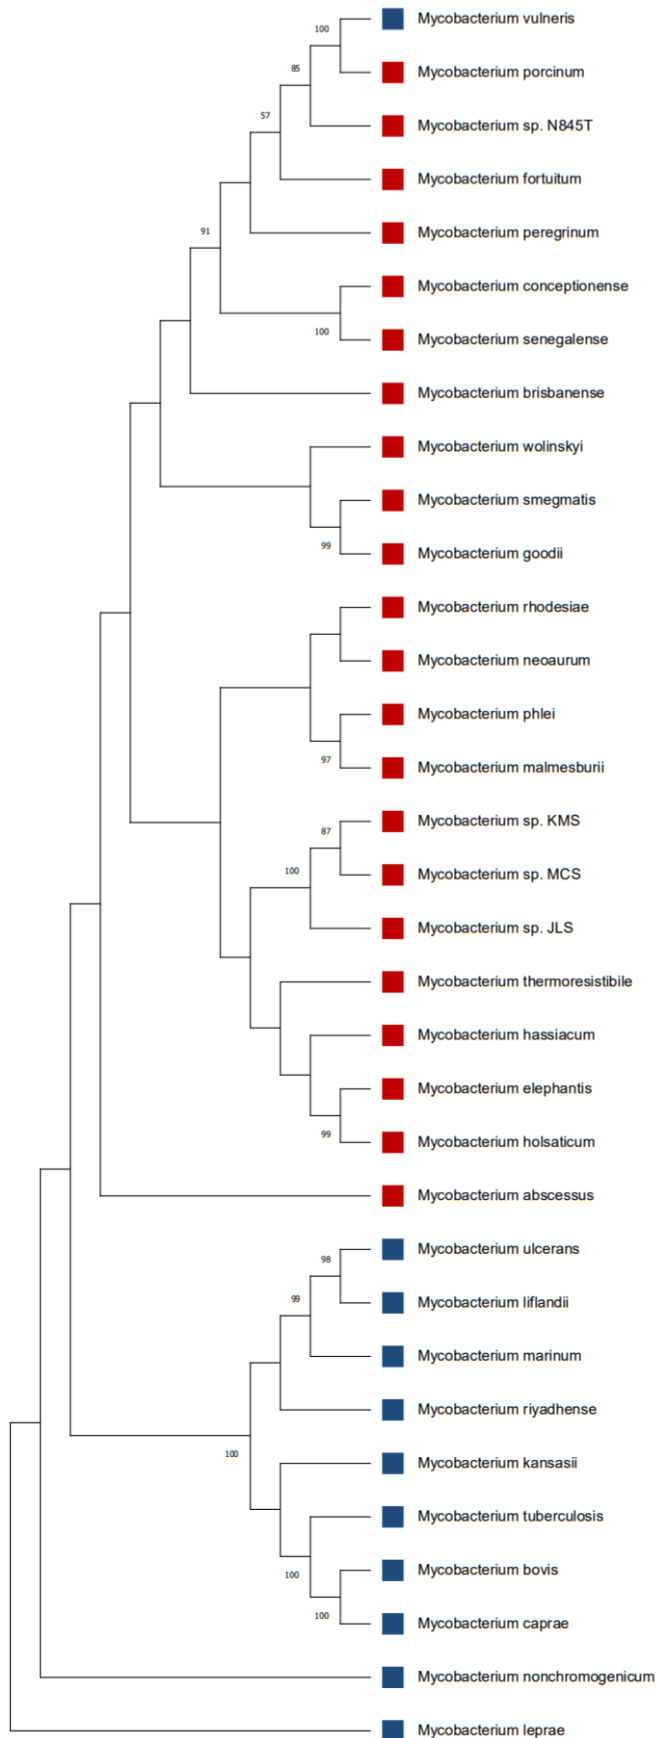 100
Mycobacterium vulneris
85
Mycobacterium porcinum
57
Mycobacterium sp. N845T
Mycobacterium fortuitum
91
Mycobacterium peregrinum
Mycobacterium conceptionense
100
Mycobacterium senegalense
Mycobacterium brisbanense
Mycobacterium wolinskyi
Mycobacterium smegmatis
99
Mycobacterium goodii
Mycobacterium rhodesiae
Mycobacterium neoaurum
Mycobacterium phlei
97
Mycobacterium malmesburii
87
Mycobacterium sp. KMS
100
Mycobacterium sp. MCS
Mycobacterium sp. JLS
Mycobacterium thermoresistibile
Mycobacterium hassiacum
Mycobacterium elephantis
99
Mycobacterium holsaticum
Mycobacterium abscessus
98
Mycobacterium ulcerans
99
Mycobacterium liflandii
Mycobacterium marinum
Mycobacterium riyadhense
100
Mycobacterium kansasii
Mycobacterium tuberculosis
100
Mycobacterium bovis
100
Mycobacterium caprae
Mycobacterium nonchromogenicum
Mycobacterium leprae